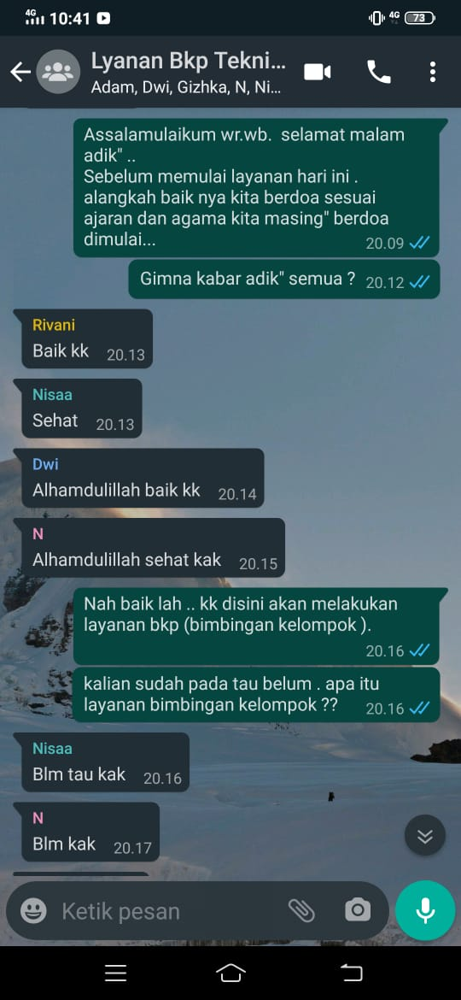 4G 10:41 4G 73
Lyanan Bkp Tekni...
Adam, Dwi, Gizhka, N, Ni...
Assalamulaikum wr.wb. selamat malam
adik" ..
Sebelum memulai layanan hari ini .
alangkah baik nya kita berdoa sesuai
ajaran dan agama kita masing" berdoa
dimulai... 20.09
Gimna kabar adik" semua ? 20.12
Rivani
Baik kk 20.13
Nisaa
Sehat 20.13
Dwi
Alhamdulillah baik kk 20.14
N
Alhamdulillah sehat kak 20.15
Nah baik lah .. kk disini akan melakukan
layanan bkp (bimbingan kelompok ).
20.16
kalian sudah pada tau belum . apa itu
layanan bimbingan kelompok ?? 20.16
Nisaa
Blm tau kak 20.16
N
Blm kak 20.17
Ketik pesan